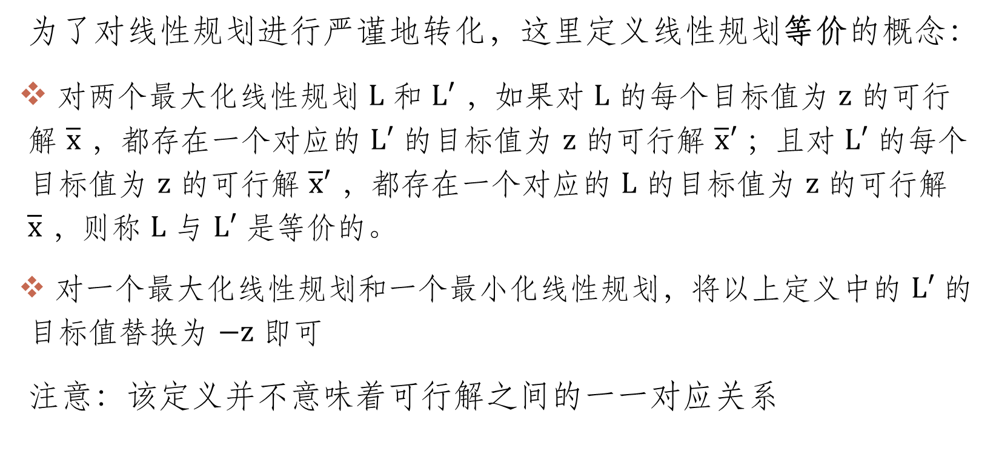 为了对线性规划进行严谨地转化，这里定义线性规划等价的概念：
❖ 对两个最大化线性规划 L 和 L′，如果对 L 的每个目标值为 z 的可行
解 x̅，都存在一个对应的 L′ 的目标值为 z 的可行解 x̅′；且对 L′ 的每个
目标值为 z 的可行解 x̅′，都存在一个对应的 L 的目标值为 z 的可行解
x̅，则称 L 与 L′ 是等价的。
❖ 对一个最大化线性规划和一个最小化线性规划，将以上定义中的 L′ 的
目标值替换为 −z 即可
注意：该定义并不意味着可行解之间的一一对应关系